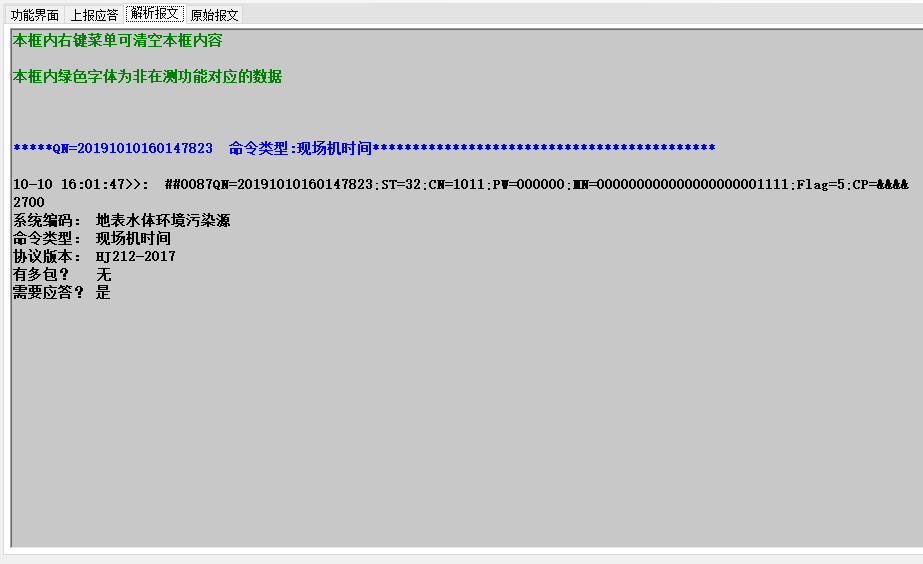 功能界面 上报应答 解析报文 原始报文
本框内右键菜单可清空本框内容
本框内绿色字体为非在测功能对应的数据
*****QN=20191010160147823  命令类型:现场机时间*******************************************
10-10 16:01:47>>:  ##0087QN=20191010160147823;ST=32;CN=1011;PW=000000;MN=000000000000000000001111;Flag=5;CP=&&&&
2700
系统编码： 地表水体环境污染源
命令类型： 现场机时间
协议版本： HJ212-2017
有多包？  无
需要应答？ 是